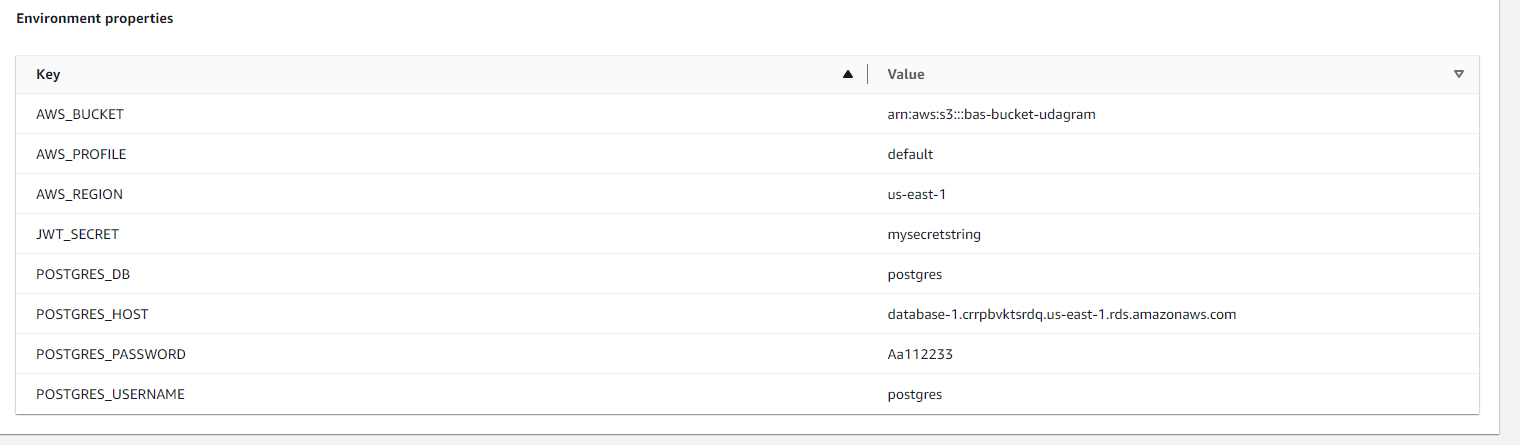 Environment properties
Key Value
AWS_BUCKET arn:aws:s3:::bas-bucket-udagram
AWS_PROFILE default
AWS_REGION us-east-1
JWT_SECRET mysecretstring
POSTGRES_DB postgres
POSTGRES_HOST database-1.crrpbvktsrdq.us-east-1.rds.amazonaws.com
POSTGRES_PASSWORD Aa112233
POSTGRES_USERNAME postgres